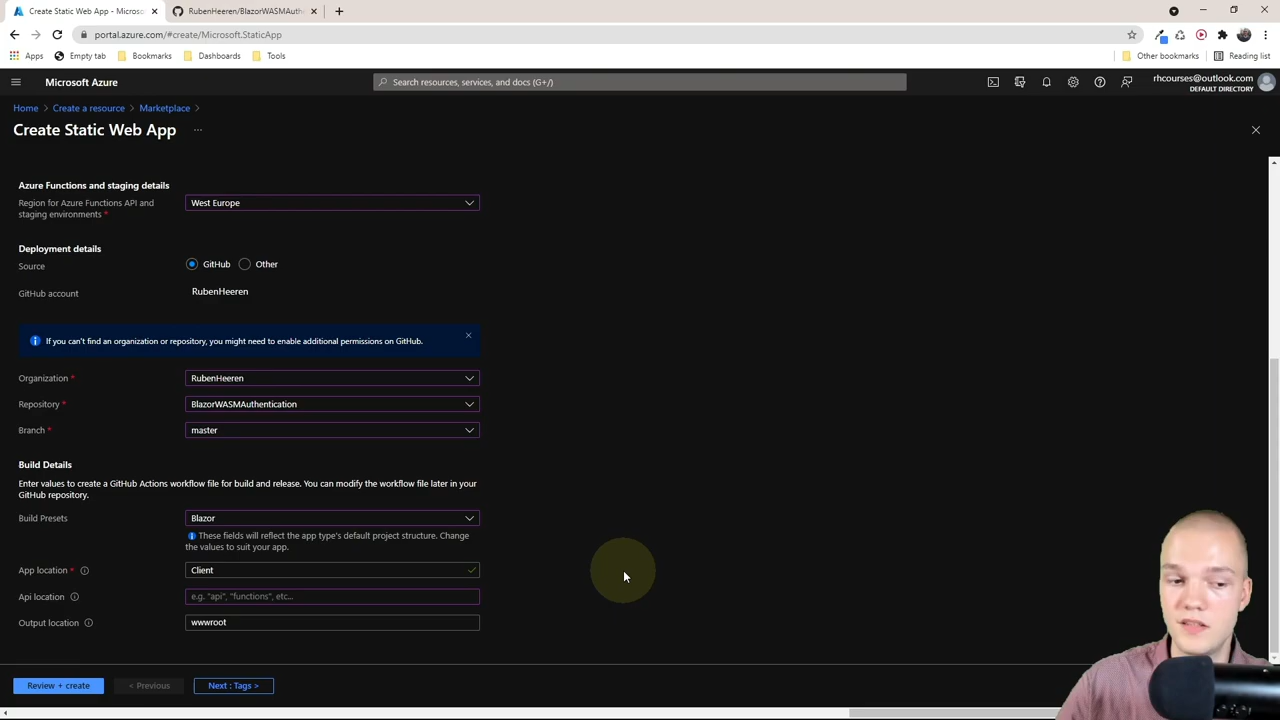 Create Static Web App - Microsoft
RubenHeeren/BlazorWASMAuthe
portal.azure.com/#create/Microsoft.StaticApp
Apps
Empty tab
Bookmarks
Dashboards
Tools
Other bookmarks
Reading list
Microsoft Azure
Search resources, services, and docs (G+/)
rhcourses@outlook.com
DEFAULT DIRECTORY
Home > Create a resource > Marketplace >
Create Static Web App ...
Azure Functions and staging details
Region for Azure Functions API and
staging environments *
West Europe
Deployment details
Source
GitHub
Other
GitHub account
RubenHeeren
If you can't find an organization or repository, you might need to enable additional permissions on GitHub.
Organization *
RubenHeeren
Repository *
BlazorWASMAuthentication
Branch *
master
Build Details
Enter values to create a GitHub Actions workflow file for build and release. You can modify the workflow file later in your
GitHub repository.
Build Presets
Blazor
These fields will reflect the app type's default project structure. Change
the values to suit your app.
App location *
Client
Api location
e.g. "api", "functions", etc...
Output location
wwwroot
Review + create
< Previous
Next : Tags >